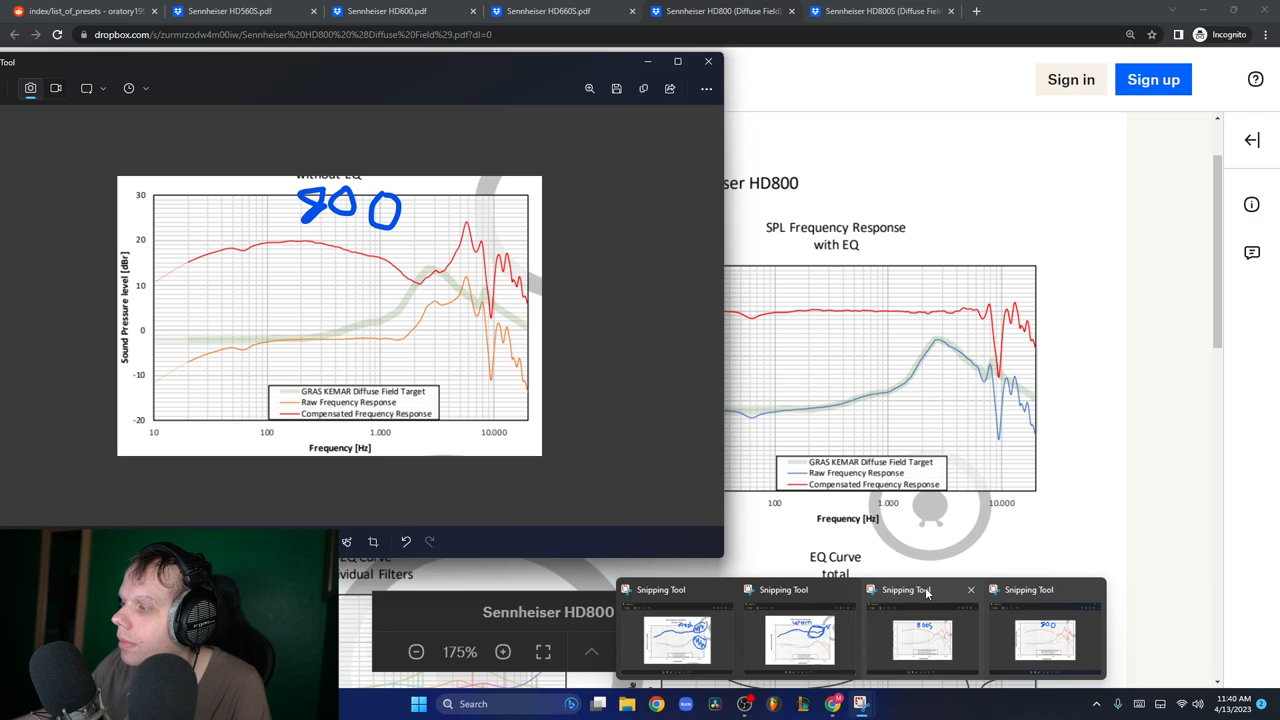 index/list_of_presets - oratory19
Sennheiser HD560S.pdf
Sennheiser HD600.pdf
Sennheiser HD660S.pdf
Sennheiser HD800 (Diffuse Field)
Sennheiser HD800S (Diffuse Fiel
dropbox.com/s/zurmrzodw4m00iw/Sennheiser%20HD800%20%28Diffuse%20Field%29.pdf?dl=0
Incognito
Tool
Sign in
Sign up
without EQ
800
30
20
10
0
-10
-20
Sound Pressure level [dBr]
GRAS KEMAR Diffuse Field Target
Raw Frequency Response
Compensated Frequency Response
10
100
1.000
10.000
Frequency [Hz]
ser HD800
SPL Frequency Response
with EQ
GRAS KEMAR Diffuse Field Target
Raw Frequency Response
Compensated Frequency Response
100
1.000
10.000
Frequency [Hz]
EQ Curve
vidual Filters
EQ Curve
total
Sennheiser HD800
175%
Snipping Tool
Snipping Tool
Snipping Tool
Snipping Tool
800S
800
Search
11:40 AM
4/13/2023
2